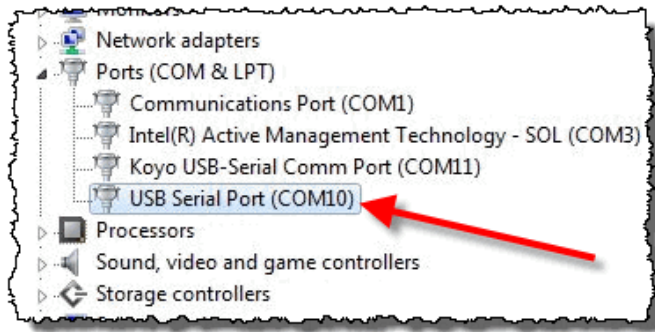 Network adapters
Ports (COM & LPT)
Communications Port (COM1)
Intel(R) Active Management Technology - SOL (COM3)
Koyo USB-Serial Comm Port (COM11)
USB Serial Port (COM10)
Processors
Sound, video and game controllers
Storage controllers